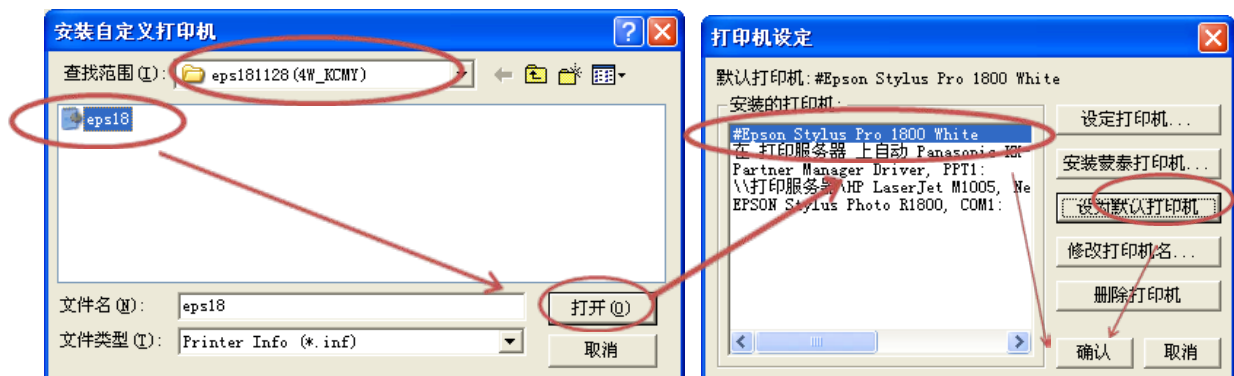 安装自定义打印机
查找范围(I):
eps181128(4W_KCMY)
eps18
文件名(N):
eps18
打开(O)
文件类型(T):
Printer Info (*.inf)
取消
打印机设定
默认打印机:#Epson Stylus Pro 1800 White
安装的打印机:
#Epson Stylus Pro 1800 White
在 打印服务器 上自动 Panasonic KX-
Partner Manager Driver, PPT1:
\\打印服务器\HP LaserJet M1005, Ne
EPSON Stylus Photo R1800, COM1:
设定打印机...
安装蒙泰打印机...
设为默认打印机
修改打印机名...
删除打印机
确认
取消